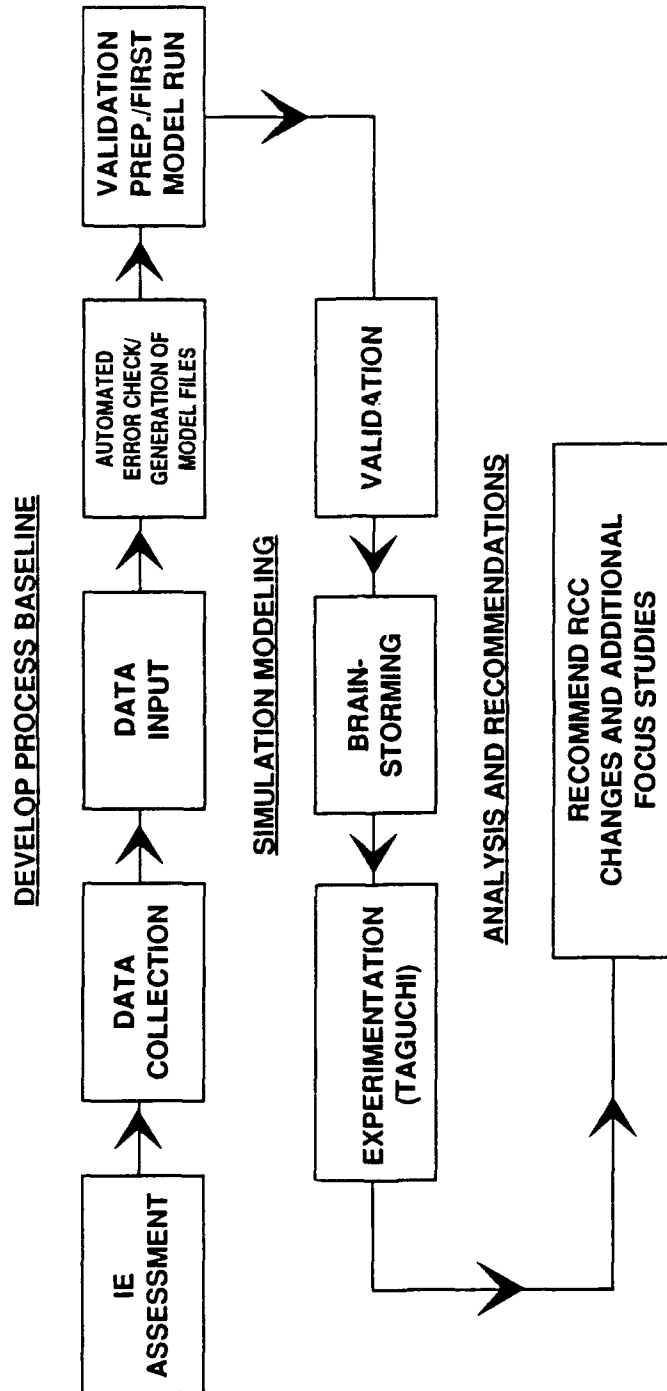 DEVELOP PROCESS BASELINE
IE
ASSESSMENT
DATA
COLLECTION
DATA
INPUT
AUTOMATED
ERROR CHECK/
GENERATION OF
MODEL FILES
VALIDATION
PREP./FIRST
MODEL RUN
SIMULATION MODELING
EXPERIMENTATION
(TAGUCHI)
BRAIN-
STORMING
VALIDATION
ANALYSIS AND RECOMMENDATIONS
RECOMMEND RCC
CHANGES AND ADDITIONAL
FOCUS STUDIES